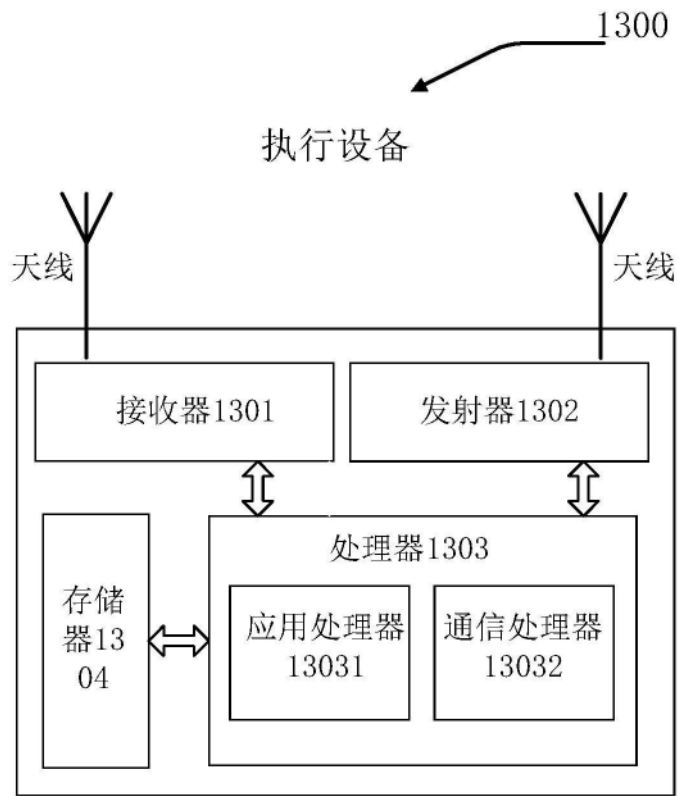 1300
执行设备
天线
天线
接收器1301
发射器1302
处理器1303
存储
器13
04
应用处理器
13031
通信处理器
13032